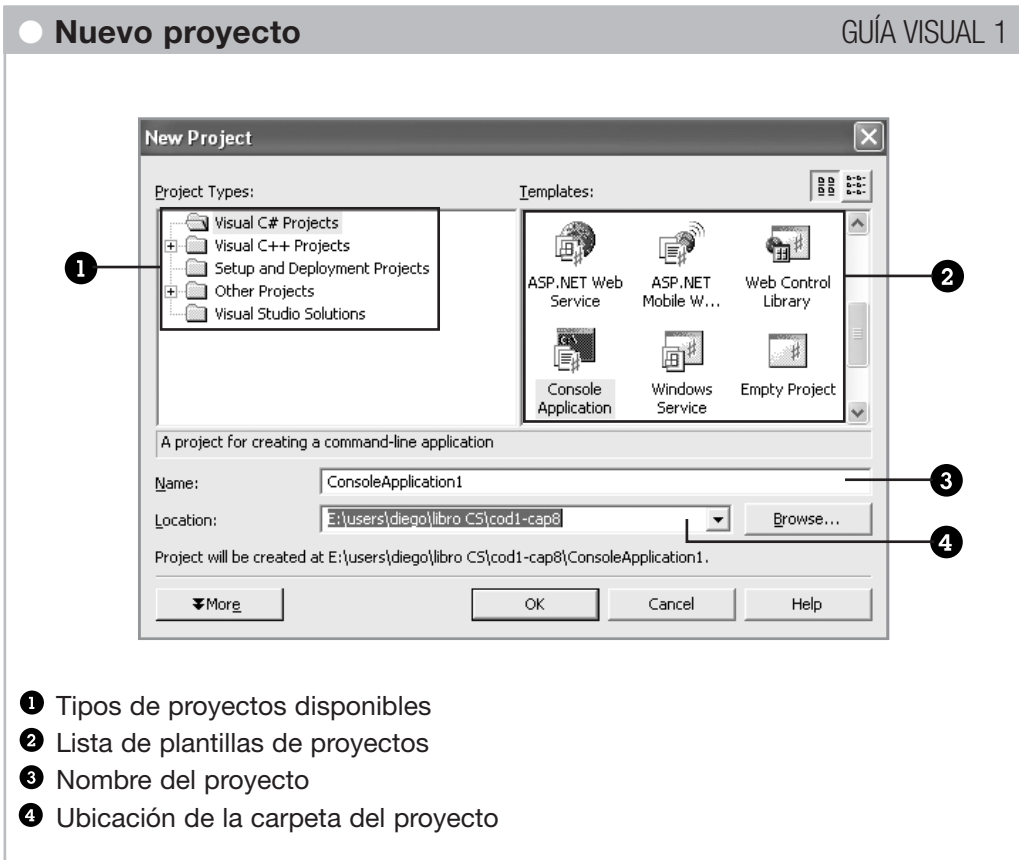 Nuevo proyecto
GUÍA VISUAL 1
New Project
Project Types:
Templates:
Visual C# Projects
Visual C++ Projects
Setup and Deployment Projects
Other Projects
Visual Studio Solutions
ASP.NET Web
Service
ASP.NET
Mobile W...
Web Control
Library
Console
Application
Windows
Service
Empty Project
1
2
A project for creating a command-line application
Name:
ConsoleApplication1
3
Location:
E:\users\diego\libro CS\cod1-cap8
Browse...
4
Project will be created at E:\users\diego\libro CS\cod1-cap8\ConsoleApplication1.
More
OK
Cancel
Help
1 Tipos de proyectos disponibles
2 Lista de plantillas de proyectos
3 Nombre del proyecto
4 Ubicación de la carpeta del proyecto